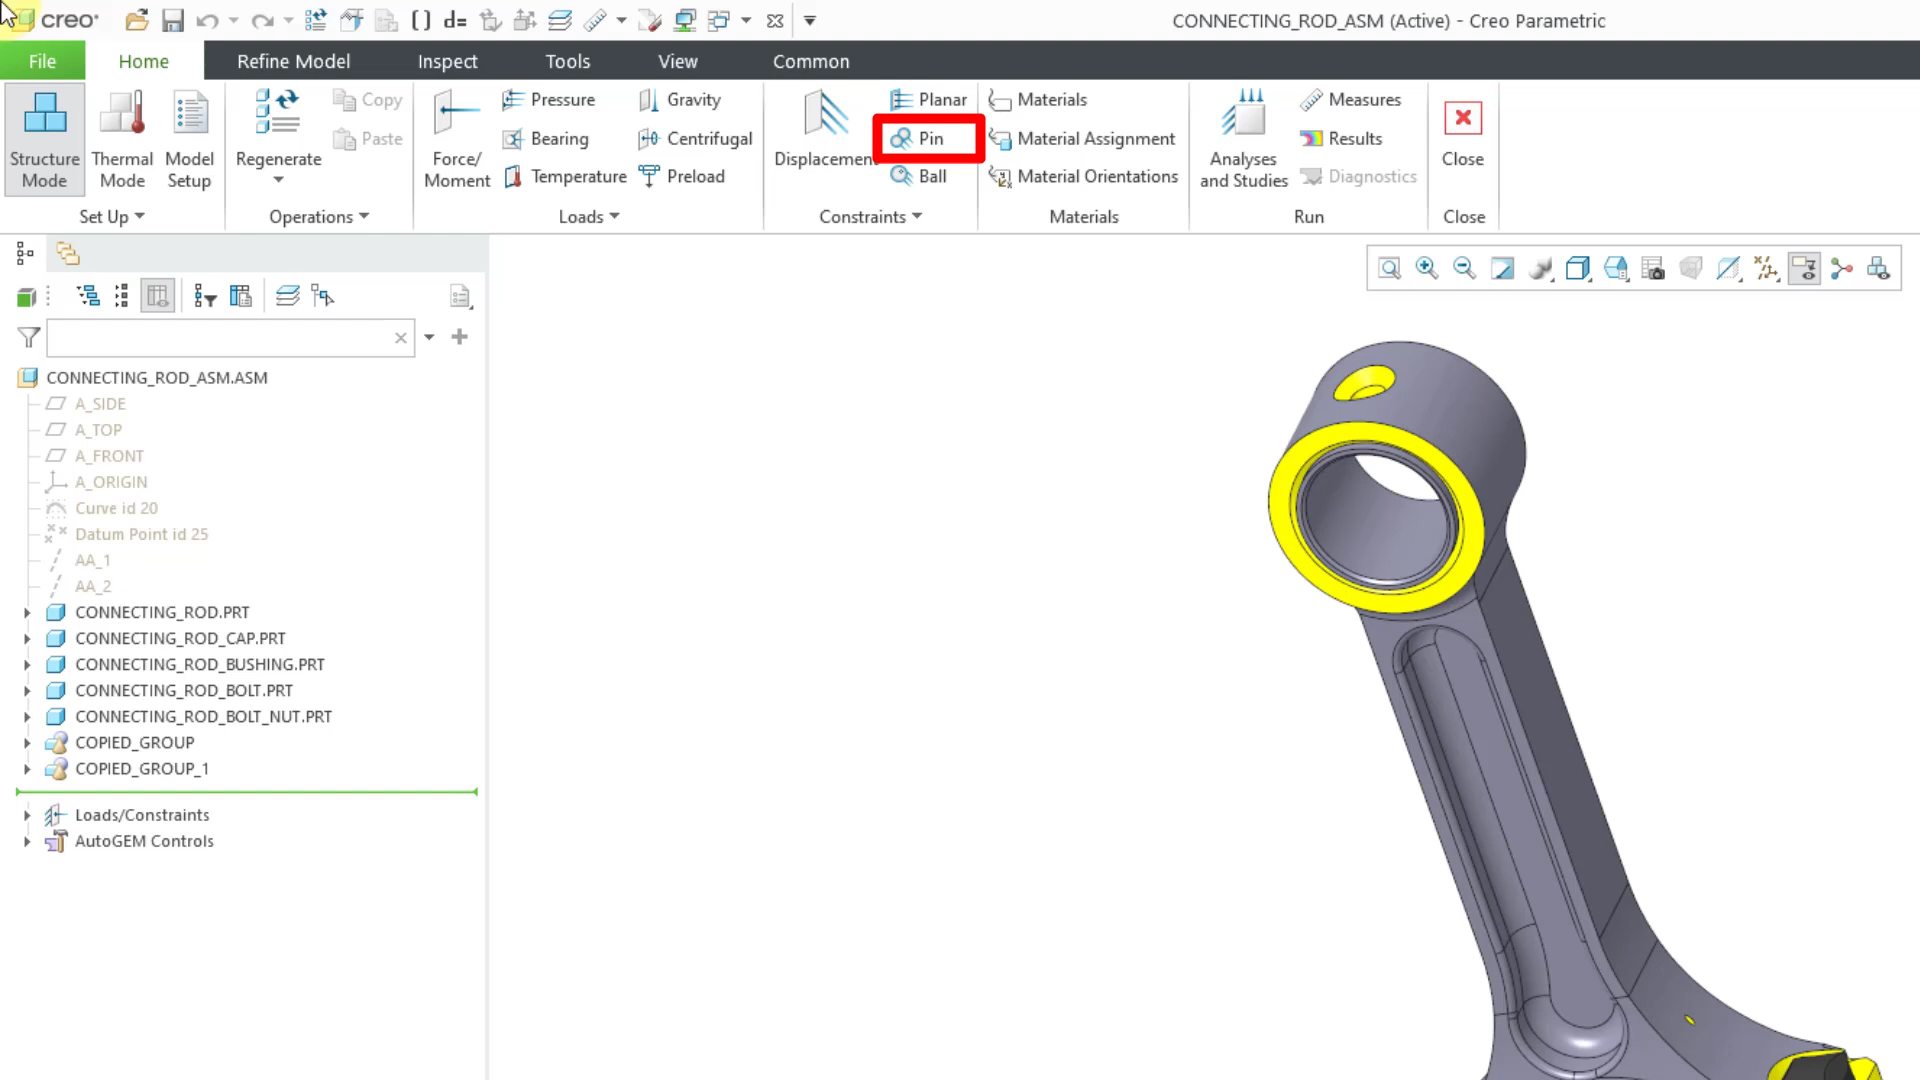 creo
d=
CONNECTING_ROD_ASM (Active) - Creo Parametric
File
Home
Refine Model
Inspect
Tools
View
Common
Structure
Mode
Thermal
Mode
Model
Setup
Set Up
Regenerate
Copy
Paste
Operations
Force/
Moment
Pressure
Bearing
Temperature
Gravity
Centrifugal
Preload
Loads
Displacement
Planar
Pin
Ball
Constraints
Materials
Material Assignment
Material Orientations
Materials
Analyses
and Studies
Measures
Results
Diagnostics
Run
Close
Close
CONNECTING_ROD_ASM.ASM
A_SIDE
A_TOP
A_FRONT
A_ORIGIN
Curve id 20
Datum Point id 25
AA_1
AA_2
CONNECTING_ROD.PRT
CONNECTING_ROD_CAP.PRT
CONNECTING_ROD_BUSHING.PRT
CONNECTING_ROD_BOLT.PRT
CONNECTING_ROD_BOLT_NUT.PRT
COPIED_GROUP
COPIED_GROUP_1
Loads/Constraints
AutoGEM Controls